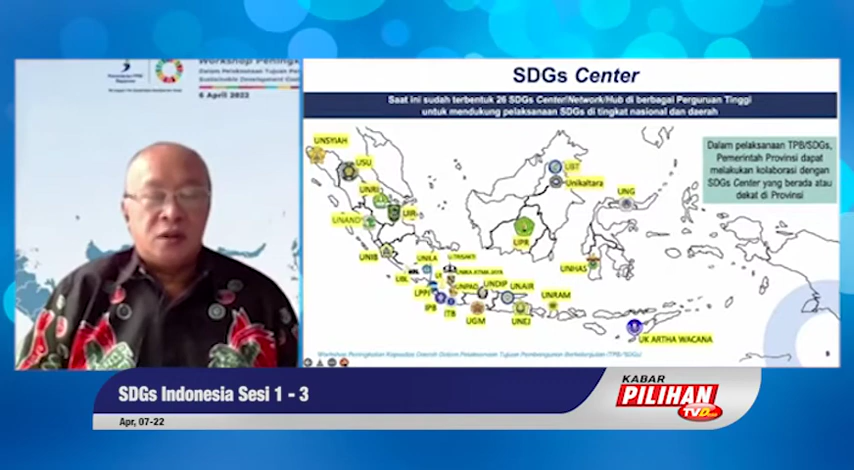 Workshop Peningk
Dalam Pelaksanaan Tujuan
Sustainable Development
6 April 2022
SDGs Center
Saat ini sudah terbentuk 26 SDGs Center/Network/Hub di berbagai Perguruan Tinggi
untuk mendukung pelaksanaan SDGs di tingkat nasional dan daerah
Dalam pelaksanaan TPB/SDGs,
Pemerintah Provinsi dapat
melakukan kolaborasi dengan
SDGs Center yang berada atau
dekat di Provinsi
UNSYIAH
USU
UNRI
UNAND
UIR
UNIB
UBT
Unikaltara
UNG
UPR
UNHAS
UNILA
U.TRISAKTI
UBL
UNIKA ATMA JAYA
UNPAD
UNDIP
UNAIR
LPPI
IPB
ITB
UGM
UNEJ
UNRAM
UK ARTHA WACANA
Workshop Peningkatan Kapasitas Daerah Dalam Pelaksanaan Tujuan Pembangunan Berkelanjutan (TPB/SDGs)
SDGs Indonesia Sesi 1 - 3
Apr, 07-22
KABAR
PILIHAN
TVD